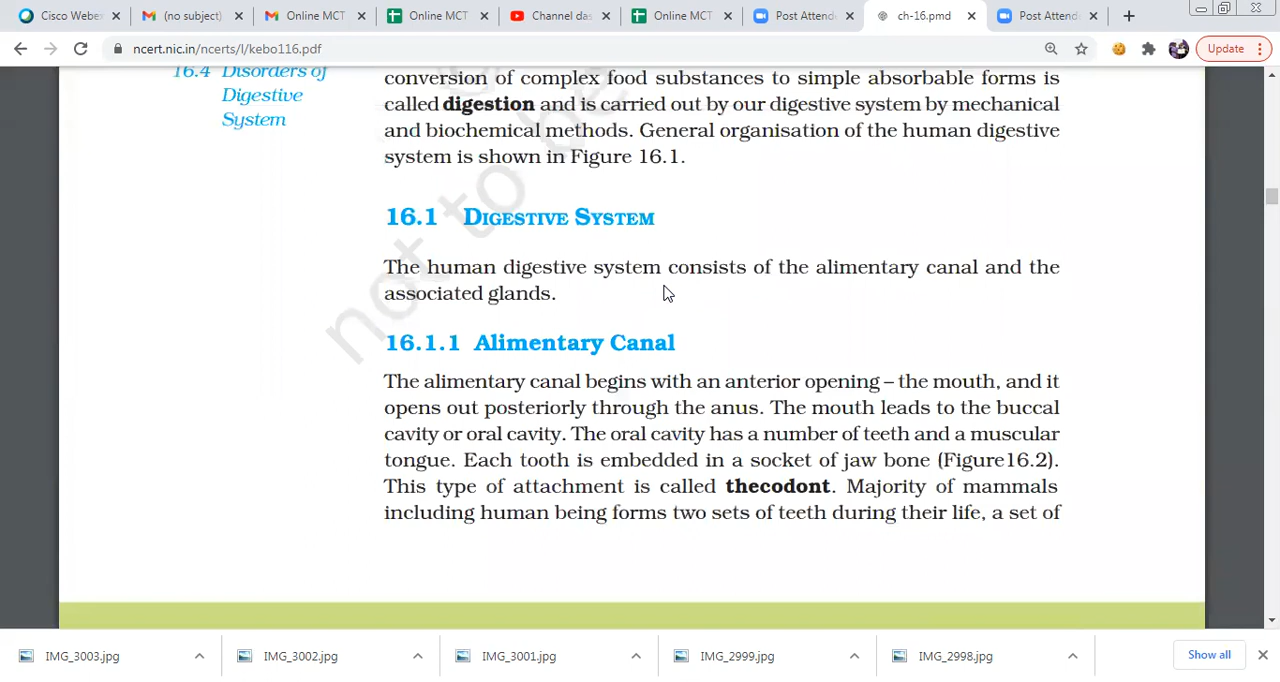 Cisco Webex
(no subject)
Online MCT
Online MCT
Channel das
Online MCT
Post Attende
ch-16.pmd
Post Attende
ncert.nic.in/ncerts/l/kebo116.pdf
Update
16.4 Disorders of
Digestive
System
conversion of complex food substances to simple absorbable forms is
called digestion and is carried out by our digestive system by mechanical
and biochemical methods. General organisation of the human digestive
system is shown in Figure 16.1.
16.1 DIGESTIVE SYSTEM
The human digestive system consists of the alimentary canal and the
associated glands.
16.1.1 Alimentary Canal
The alimentary canal begins with an anterior opening – the mouth, and it
opens out posteriorly through the anus. The mouth leads to the buccal
cavity or oral cavity. The oral cavity has a number of teeth and a muscular
tongue. Each tooth is embedded in a socket of jaw bone (Figure16.2).
This type of attachment is called thecodont. Majority of mammals
including human being forms two sets of teeth during their life, a set of
not to be
IMG_3003.jpg
IMG_3002.jpg
IMG_3001.jpg
IMG_2999.jpg
IMG_2998.jpg
Show all